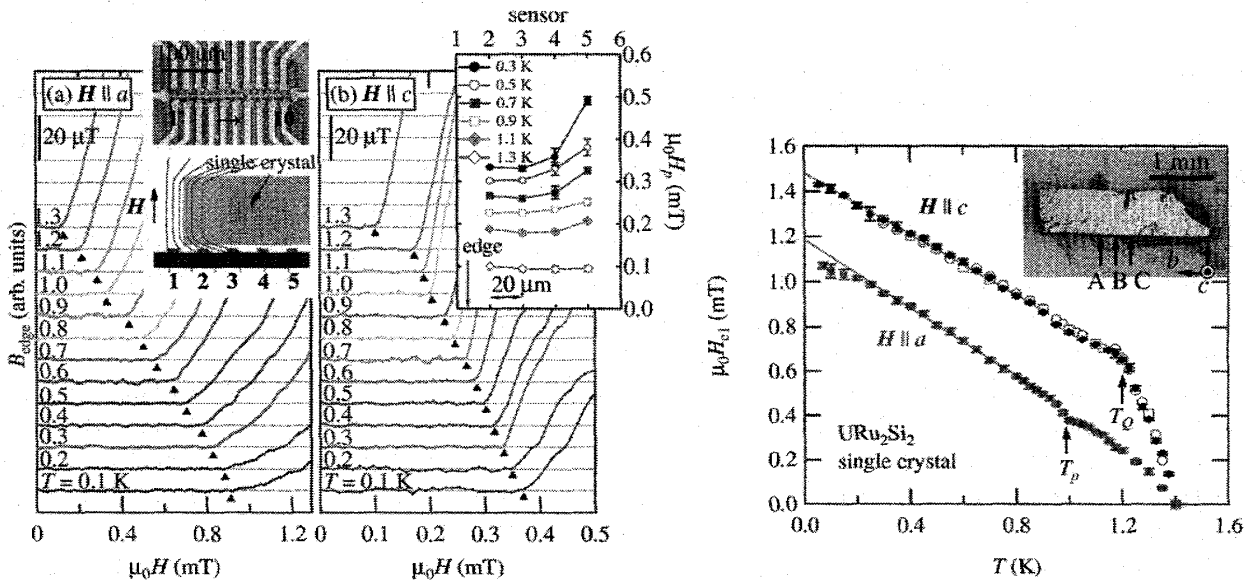 sensor
1 2 3 4 5 6
(a) H ∥ a
20 µT
single crystal
H
1 2 3 4 5
1.3
1.2
1.1
1.0
0.9
0.8
0.7
0.6
0.5
0.4
0.3
0.2
T = 0.1 K
B_edge (arb. units)
0 0.4 0.8 1.2
µ₀H (mT)
(b) H ∥ c
20 µT
0.3 K
0.5 K
0.7 K
0.9 K
1.1 K
1.3 K
edge
20 µm
0.6
0.5
0.4
0.3
0.2
0.1
0.0
µ₀H_p (mT)
1.3
1.2
1.1
1.0
0.9
0.8
0.7
0.6
0.5
0.4
0.3
0.2
T = 0.1 K
0 0.1 0.2 0.3 0.4 0.5
µ₀H (mT)
1.6
1.4
1.2
1.0
0.8
0.6
0.4
0.2
0.0
µ₀H_c1 (mT)
1 mm
A B C
b
c
H ∥ c
H ∥ a
T_Q
T_p
URu₂Si₂
single crystal
0.0 0.4 0.8 1.2 1.6
T (K)